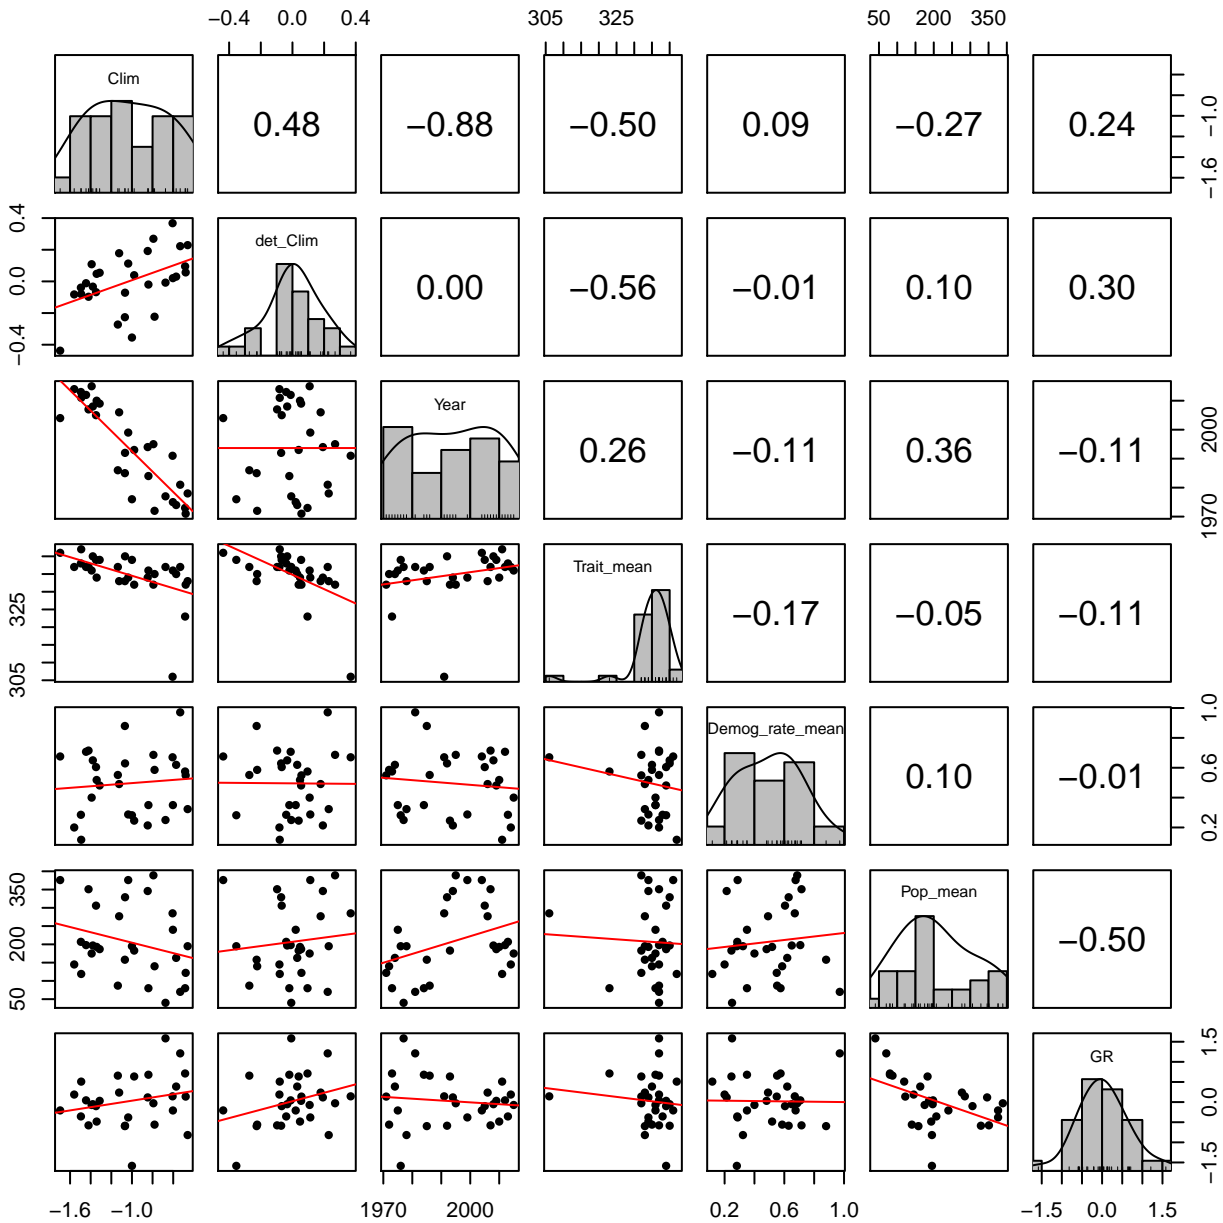 −0.4 0.0 0.4 305 325 50 200 350
Clim 0.48 −0.88 −0.50 0.09 −0.27 0.24 −1.6 −1.0
−0.4 0.0 0.4 det_Clim 0.00 −0.56 −0.01 0.10 0.30
Year 0.26 −0.11 0.36 −0.11 1970 2000
305 325 Trait_mean −0.17 −0.05 −0.11
Demog_rate_mean 0.10 −0.01 0.2 0.6 1.0
50 200 350 Pop_mean −0.50
GR −1.5 0.0 1.5
−1.6 −1.0 1970 2000 0.2 0.6 1.0 −1.5 0.0 1.5